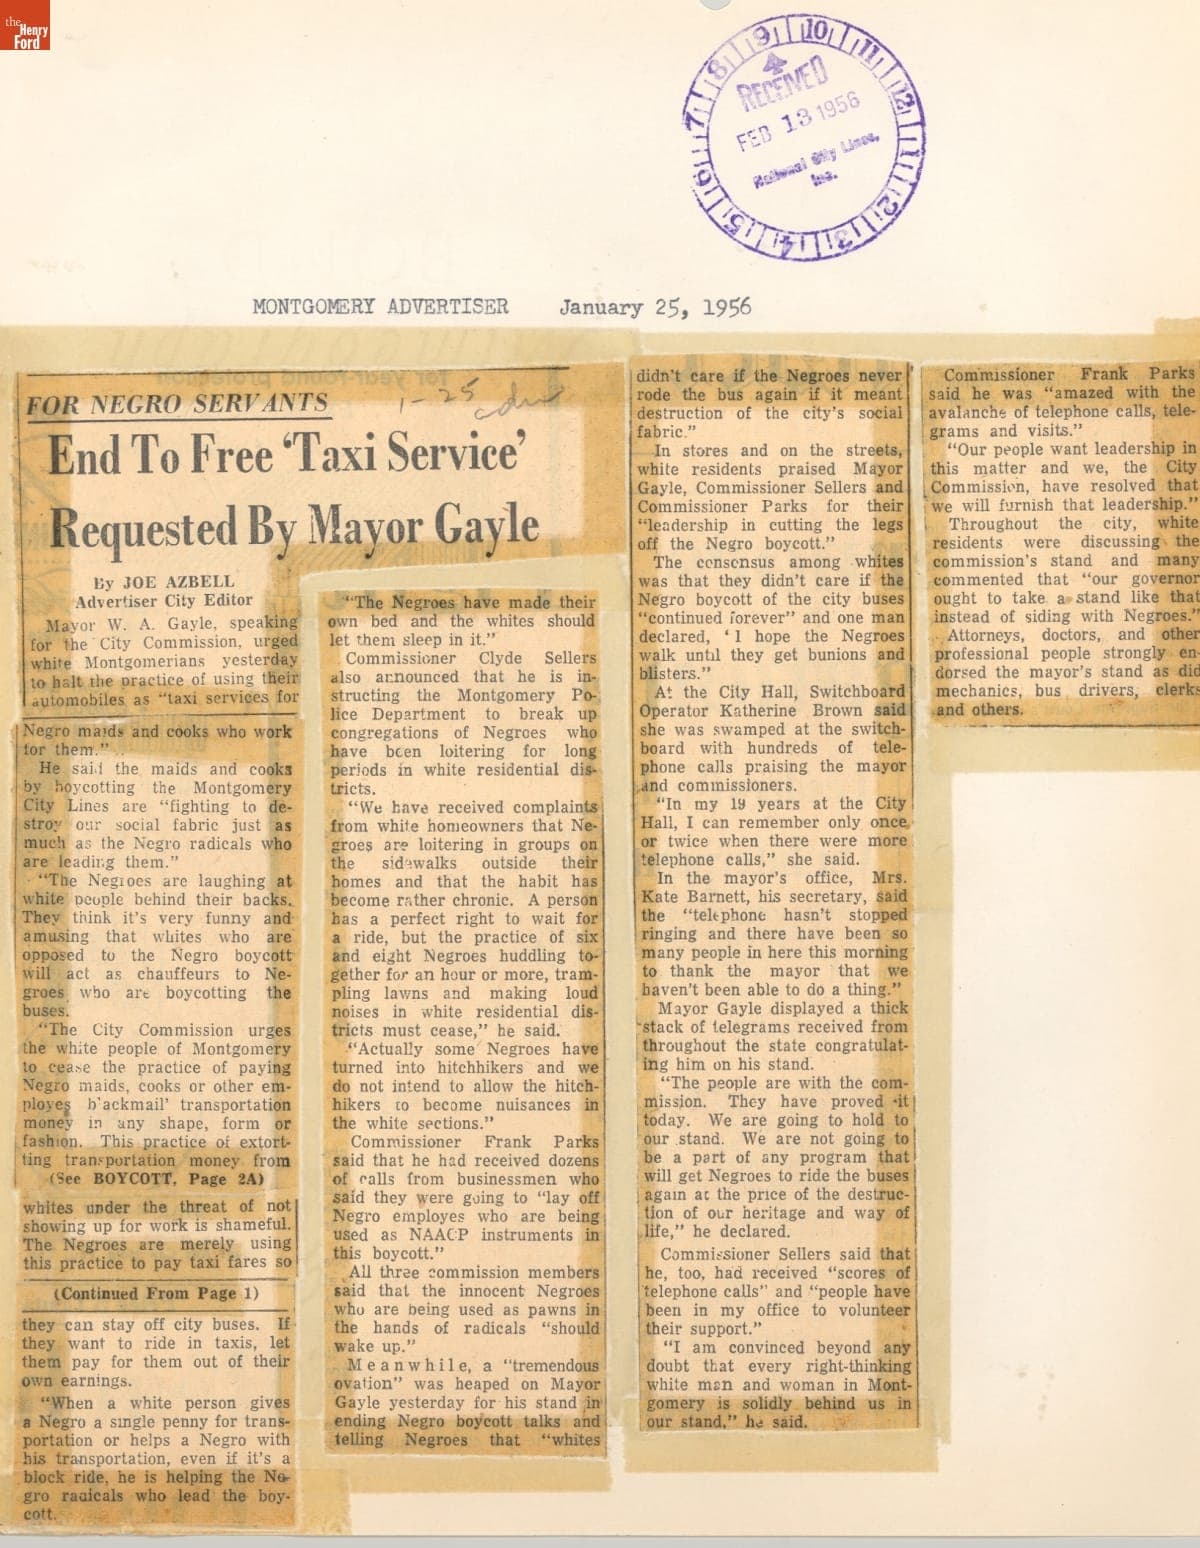 the
Henry
Ford
9 10 11 12 1 2 3 4 5 6 7 8
RECEIVED
FEB 13 1956
National City Lines,
Inc.
MONTGOMERY ADVERTISER January 25, 1956
1-25
FOR NEGRO SERVANTS
End To Free ‘Taxi Service’
Requested By Mayor Gayle
By JOE AZBELL
Advertiser City Editor
Mayor W. A. Gayle, speaking
for the City Commission, urged
white Montgomerians yesterday
to halt the practice of using their
automobiles as “taxi services for
Negro maids and cooks who work
for them.”
He said the maids and cooks
by boycotting the Montgomery
City Lines are “fighting to de-
stroy our social fabric just as
much as the Negro radicals who
are leading them.”
“The Negroes are laughing at
white people behind their backs.
They think it’s very funny and
amusing that whites who are
opposed to the Negro boycott
will act as chauffeurs to Ne-
groes who are boycotting the
buses.
“The City Commission urges
the white people of Montgomery
to cease the practice of paying
Negro maids, cooks or other em-
ployes b'ackmail’ transportation
money in any shape, form or
fashion. This practice of extort-
ting transportation money from
(See BOYCOTT, Page 2A)
whites under the threat of not
showing up for work is shameful.
The Negroes are merely using
this practice to pay taxi fares so
(Continued From Page 1)
they can stay off city buses. If
they want to ride in taxis, let
them pay for them out of their
own earnings.
“When a white person gives
a Negro a single penny for trans-
portation or helps a Negro with
his transportation, even if it’s a
block ride, he is helping the Ne-
gro radicals who lead the boy-
cott.
“The Negroes have made their
own bed and the whites should
let them sleep in it.”
Commissioner Clyde Sellers
also announced that he is in-
structing the Montgomery Po-
lice Department to break up
congregations of Negroes who
have been loitering for long
periods in white residential dis-
tricts.
“We have received complaints
from white homeowners that Ne-
groes are loitering in groups on
the sidewalks outside their
homes and that the habit has
become rather chronic. A person
has a perfect right to wait for
a ride, but the practice of six
and eight Negroes huddling to-
gether for an hour or more, tram-
pling lawns and making loud
noises in white residential dis-
tricts must cease,” he said.
“Actually some Negroes have
turned into hitchhikers and we
do not intend to allow the hitch-
hikers to become nuisances in
the white sections.”
Commissioner Frank Parks
said that he had received dozens
of calls from businessmen who
said they were going to “lay off
Negro employes who are being
used as NAACP instruments in
this boycott.”
All three commission members
said that the innocent Negroes
who are being used as pawns in
the hands of radicals “should
wake up.”
Meanwhile, a “tremendous
ovation” was heaped on Mayor
Gayle yesterday for his stand in
ending Negro boycott talks and
telling Negroes that “whites
didn’t care if the Negroes never
rode the bus again if it meant
destruction of the city’s social
fabric.”
In stores and on the streets,
white residents praised Mayor
Gayle, Commissioner Sellers and
Commissioner Parks for their
“leadership in cutting the legs
off the Negro boycott.”
The consensus among whites
was that they didn’t care if the
Negro boycott of the city buses
“continued forever” and one man
declared, ‘I hope the Negroes
walk until they get bunions and
blisters.”
At the City Hall, Switchboard
Operator Katherine Brown said
she was swamped at the switch-
board with hundreds of tele-
phone calls praising the mayor
and commissioners.
“In my 19 years at the City
Hall, I can remember only once
or twice when there were more
telephone calls,” she said.
In the mayor’s office, Mrs.
Kate Barnett, his secretary, said
the “telephone hasn’t stopped
ringing and there have been so
many people in here this morning
to thank the mayor that we
haven’t been able to do a thing.”
Mayor Gayle displayed a thick
stack of telegrams received from
throughout the state congratulat-
ing him on his stand.
“The people are with the com-
mission. They have proved it
today. We are going to hold to
our stand. We are not going to
be a part of any program that
will get Negroes to ride the buses
again at the price of the destruc-
tion of our heritage and way of
life,” he declared.
Commissioner Sellers said that
he, too, had received “scores of
telephone calls” and “people have
been in my office to volunteer
their support.”
“I am convinced beyond any
doubt that every right-thinking
white man and woman in Mont-
gomery is solidly behind us in
our stand,” he said.
Commissioner Frank Parks
said he was “amazed with the
avalanche of telephone calls, tele-
grams and visits.”
“Our people want leadership in
this matter and we, the City
Commission, have resolved that
we will furnish that leadership.”
Throughout the city, white
residents were discussing the
commission’s stand and many
commented that “our governor
ought to take a stand like that
instead of siding with Negroes.”
Attorneys, doctors, and other
professional people strongly en-
dorsed the mayor’s stand as did
mechanics, bus drivers, clerks
and others.